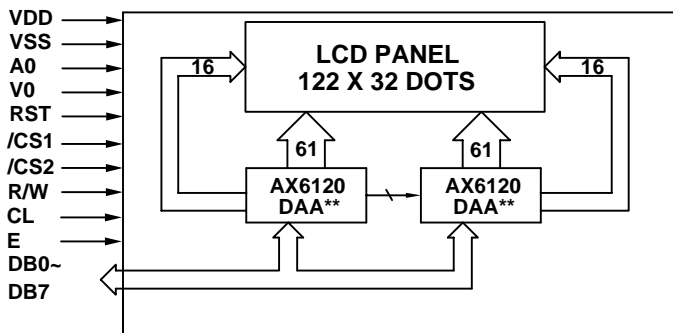 VDD
VSS
A0
V0
RST
/CS1
/CS2
R/W
CL
E
DB0~
DB7
LCD PANEL
122 X 32 DOTS
16
16
61
61
AX6120
DAA**
AX6120
DAA**